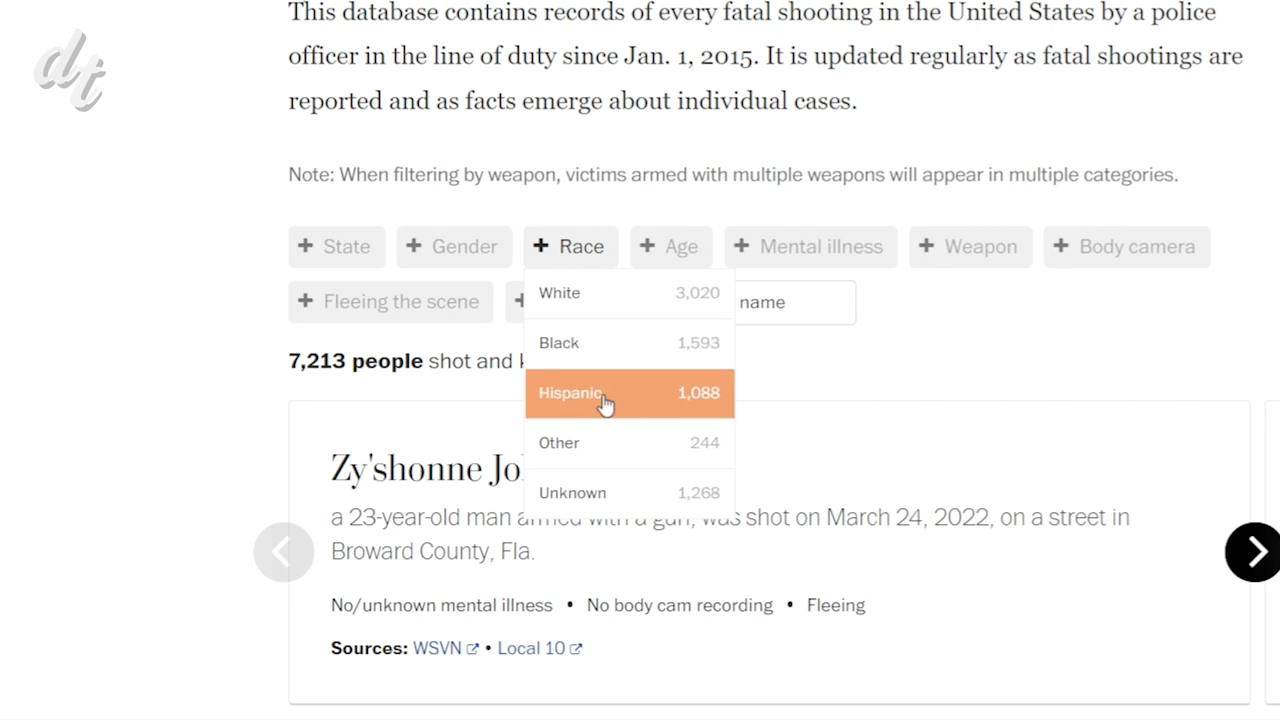 dt
This database contains records of every fatal shooting in the United States by a police
officer in the line of duty since Jan. 1, 2015. It is updated regularly as fatal shootings are
reported and as facts emerge about individual cases.
Note: When filtering by weapon, victims armed with multiple weapons will appear in multiple categories.
+ State + Gender + Race + Age + Mental illness + Weapon + Body camera
+ Fleeing the scene + name
White 3,020
Black 1,593
7,213 people shot and
Hispanic 1,088
Other 244
Unknown 1,268
Zy'shonne
a 23-year-old man armed with a gun, was shot on March 24, 2022, on a street in
Broward County, Fla.
No/unknown mental illness • No body cam recording • Fleeing
Sources: WSVN • Local 10